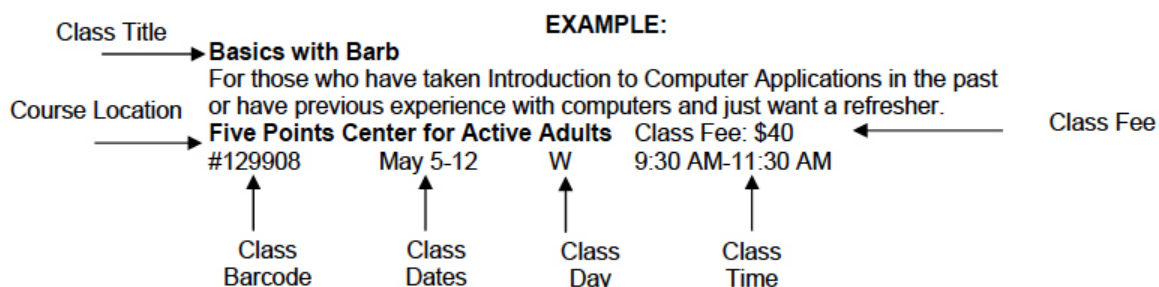 EXAMPLE:
Class Title
Basics with Barb
For those who have taken Introduction to Computer Applications in the past
or have previous experience with computers and just want a refresher.
Course Location
Five Points Center for Active Adults Class Fee: $40
Class Fee
#129908 May 5-12 W 9:30 AM-11:30 AM
Class Barcode
Class Dates
Class Day
Class Time